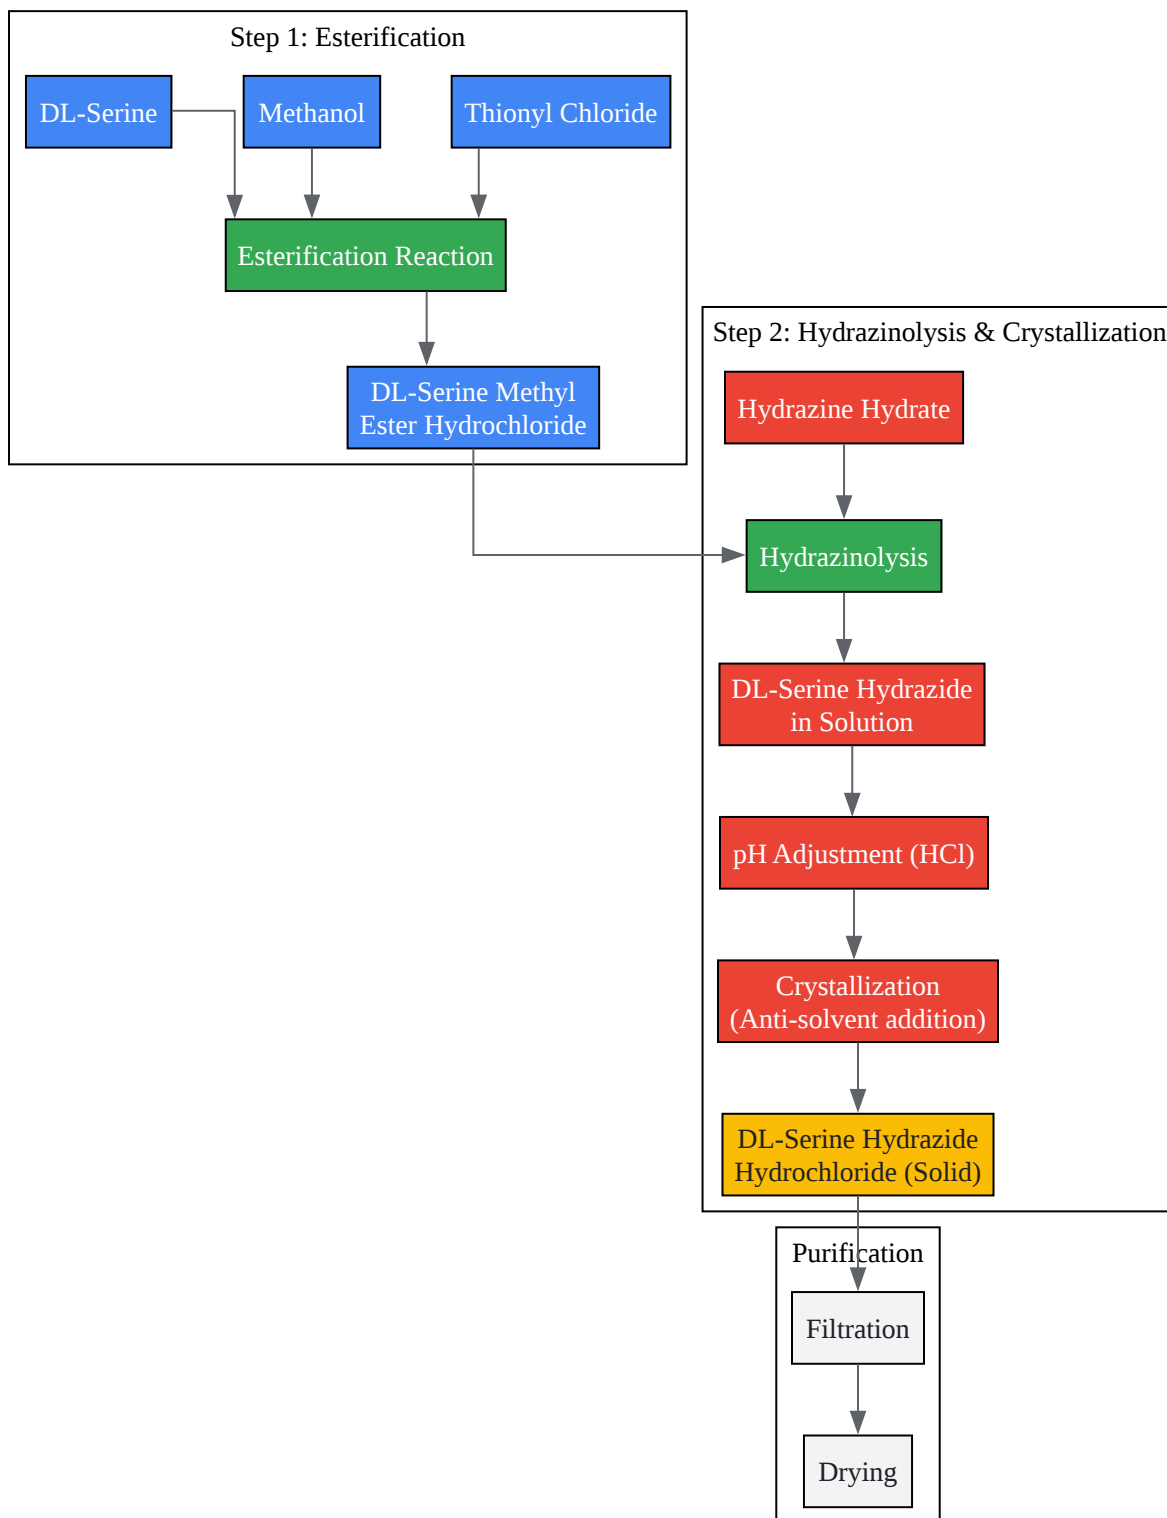 Step 1: Esterification
DL-Serine
Methanol
Thionyl Chloride
Esterification Reaction
DL-Serine Methyl
Ester Hydrochloride
Step 2: Hydrazinolysis & Crystallization
Hydrazine Hydrate
Hydrazinolysis
DL-Serine Hydrazide
in Solution
pH Adjustment (HCl)
Crystallization
(Anti-solvent addition)
DL-Serine Hydrazide
Hydrochloride (Solid)
Purification
Filtration
Drying